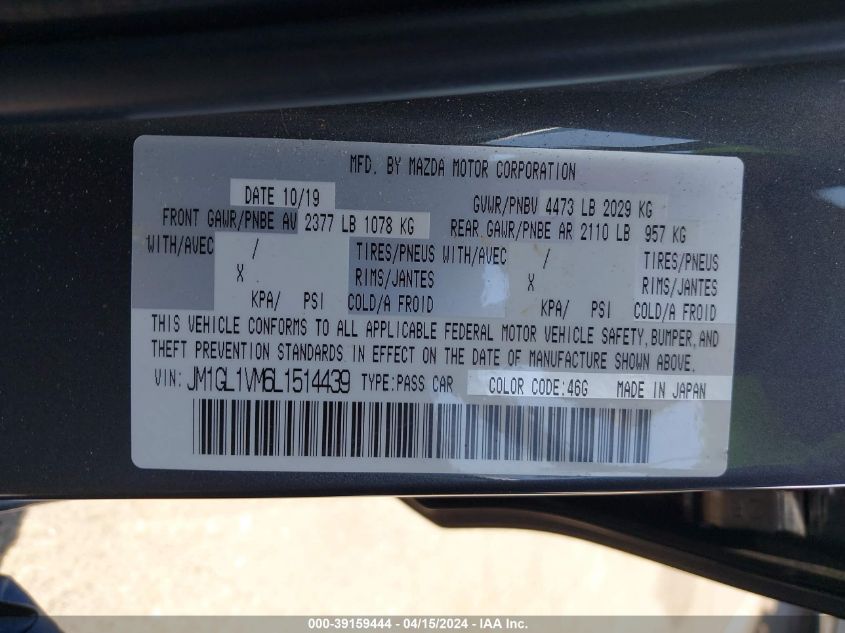 MFD. BY MAZDA MOTOR CORPORATION
DATE 10/19 GVWR/PNBV 4473 LB 2029 KG
FRONT GAWR/PNBE AV 2377 LB 1078 KG REAR GAWR/PNBE AR 2110 LB 957 KG
WITH/AVEC / TIRES/PNEUS WITH/AVEC / TIRES/PNEUS
X RIMS/JANTES X RIMS/JANTES
KPA/ PSI COLD/A FROID KPA/ PSI COLD/A FROID
THIS VEHICLE CONFORMS TO ALL APPLICABLE FEDERAL MOTOR VEHICLE SAFETY, BUMPER, AND
THEFT PREVENTION STANDARDS IN EFFECT ON THE DATE OF MANUFACTURE SHOWN ABOVE.
VIN: JM1GL1VM6L1514439 TYPE: PASS CAR COLOR CODE: 46G MADE IN JAPAN
000-39159444 - 04/15/2024 - IAA Inc.